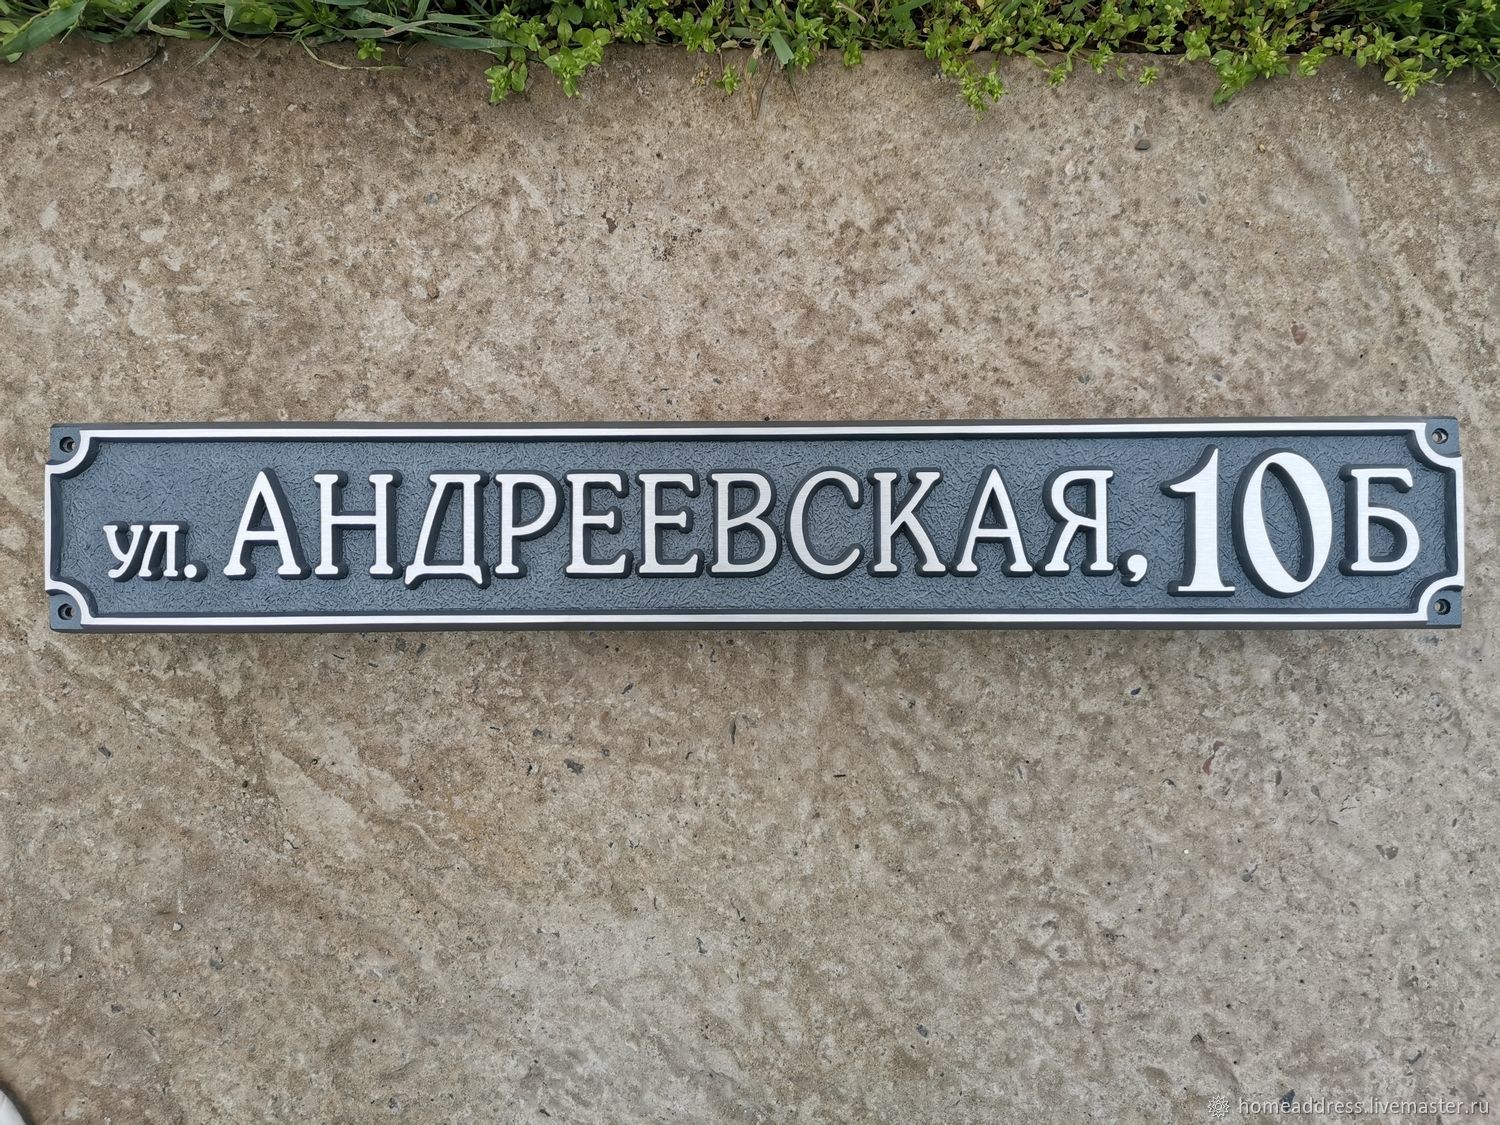 ул. АНДРЕЕВСКАЯ, 10Б
homeaddress.livemaster.ru